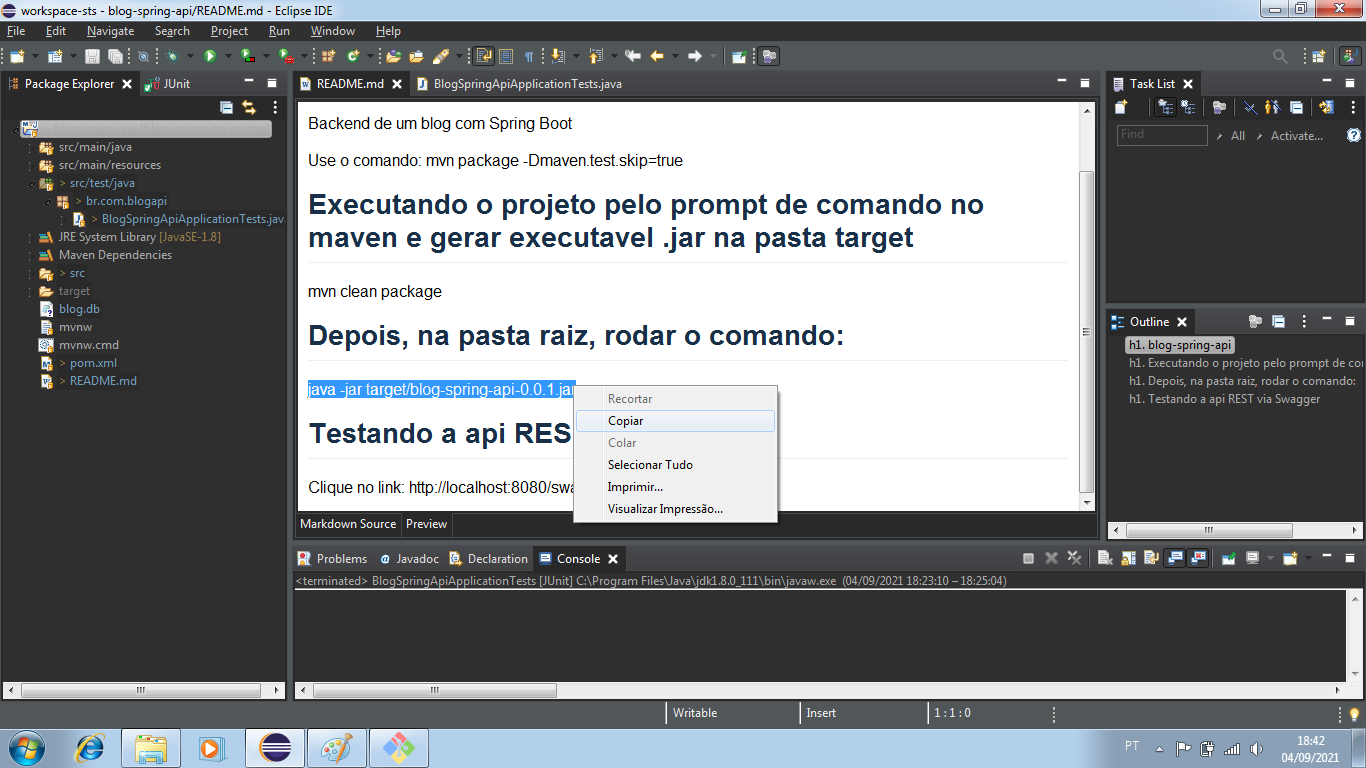 workspace-sts - blog-spring-api/README.md - Eclipse IDE
File Edit Navigate Search Project Run Window Help
Package Explorer
JUnit
src/main/java
src/main/resources
> src/test/java
> br.com.blogapi
> BlogSpringApiApplicationTests.java
JRE System Library [JavaSE-1.8]
Maven Dependencies
> src
target
blog.db
mvnw
mvnw.cmd
> pom.xml
> README.md
README.md
BlogSpringApiApplicationTests.java
Backend de um blog com Spring Boot
Use o comando: mvn package -Dmaven.test.skip=true
Executando o projeto pelo prompt de comando no
maven e gerar executavel .jar na pasta target
mvn clean package
Depois, na pasta raiz, rodar o comando:
java -jar target/blog-spring-api-0.0.1.jar
Testando a api RES
Clique no link: http://localhost:8080/swa
Recortar
Copiar
Colar
Selecionar Tudo
Imprimir...
Visualizar Impressão...
Markdown Source
Preview
Task List
Find
All
Activate...
Outline
h1. blog-spring-api
h1. Executando o projeto pelo prompt de co
h1. Depois, na pasta raiz, rodar o comando:
h1. Testando a api REST via Swagger
Problems
Javadoc
Declaration
Console
<terminated> BlogSpringApiApplicationTests [JUnit] C:\Program Files\Java\jdk1.8.0_111\bin\javaw.exe (04/09/2021 18:23:10 – 18:25:04)
Writable
Insert
1 : 1 : 0
PT
18:42
04/09/2021